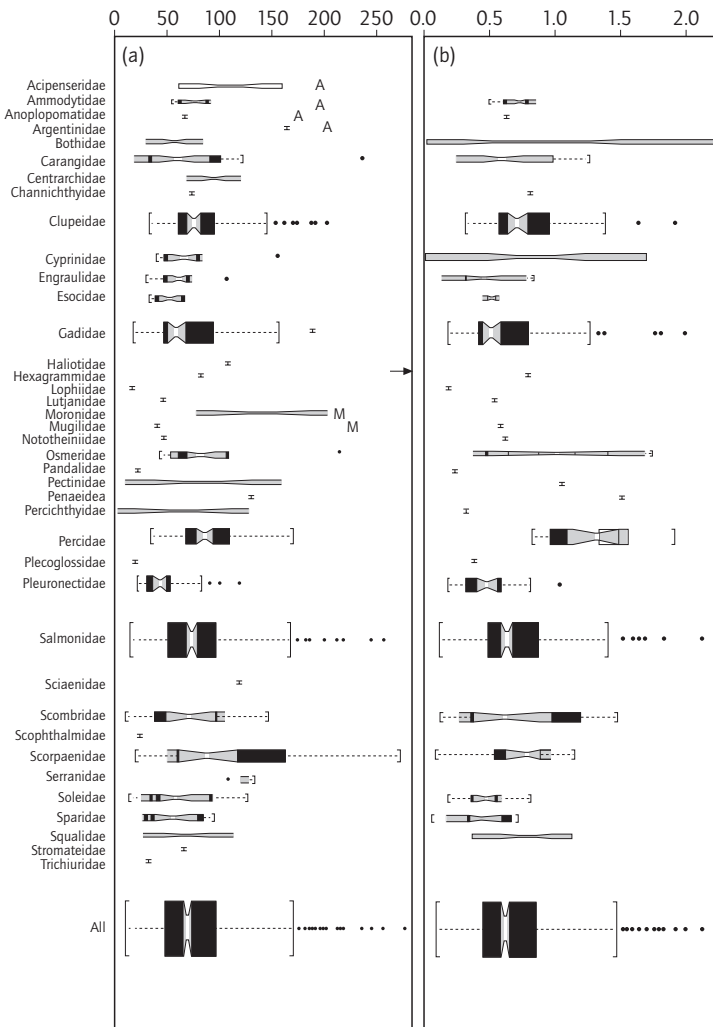 0 50 100 150 200 250 0.0 0.5 1.0 1.5 2.0
(a) (b)
Acipenseridae A
Ammodytidae A
Anoplopomatidae A
Argentinidae A
Bothidae
Carangidae
Centrarchidae
Channichthyidae
Clupeidae
Cyprinidae
Engraulidae
Esocidae
Gadidae
Haliotidae
Hexagrammidae
Lophiidae
Lutjanidae
Moronidae M
Mugilidae M
Nototheniidae
Osmeridae
Pandalidae
Pectinidae
Penaeidea
Percichthyidae
Percidae
Plecoglossidae
Pleuronectidae
Salmonidae
Sciaenidae
Scombridae
Scophthalmidae
Scorpaenidae
Serranidae
Soleidae
Sparidae
Squalidae
Stromateidae
Trichiuridae
All